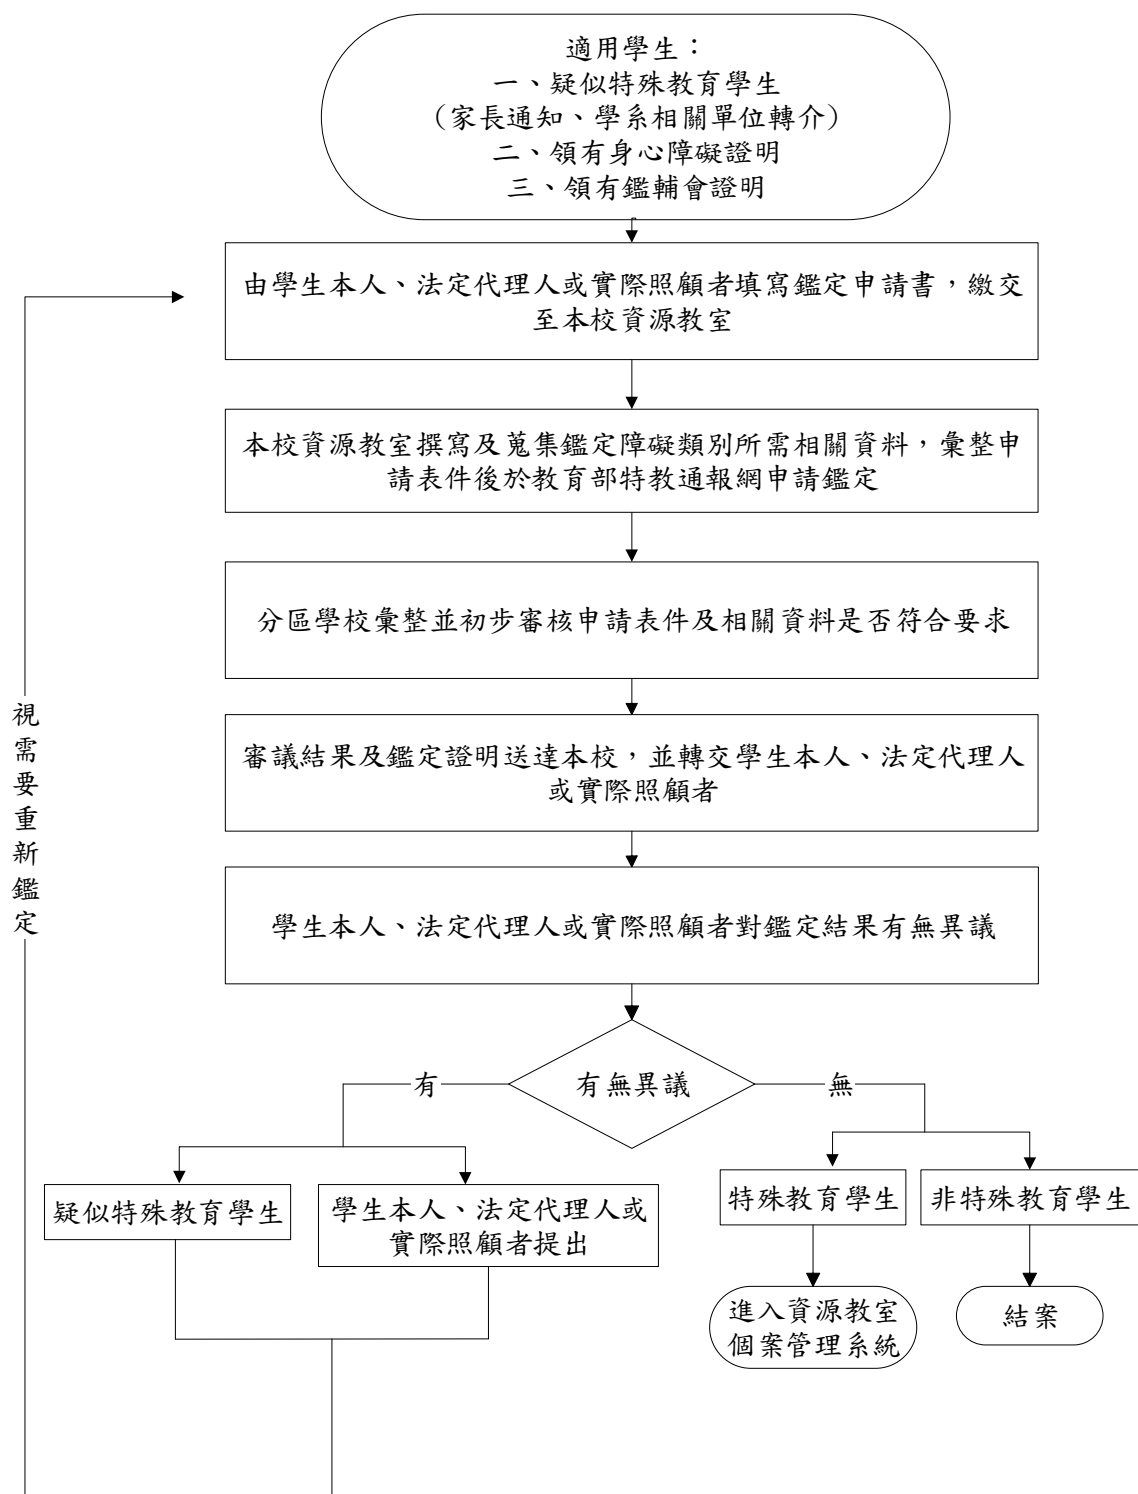 適用學生：
一、疑似特殊教育學生
（家長通知、學系相關單位轉介）
二、領有身心障礙證明
三、領有鑑輔會證明
由學生本人、法定代理人或實際照顧者填寫鑑定申請書，繳交
至本校資源教室
本校資源教室撰寫及蒐集鑑定障礙類別所需相關資料，彙整申
請表件後於教育部特教通報網申請鑑定
分區學校彙整並初步審核申請表件及相關資料是否符合要求
視需要重新鑑定
審議結果及鑑定證明送達本校，並轉交學生本人、法定代理人
或實際照顧者
學生本人、法定代理人或實際照顧者對鑑定結果有無異議
有
有無異議
無
疑似特殊教育學生
學生本人、法定代理人或
實際照顧者提出
特殊教育學生
非特殊教育學生
進入資源教室
個案管理系統
結案